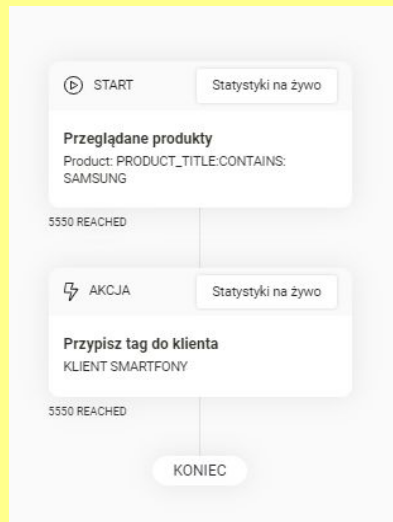 START
Statystyki na żywo
Przeglądane produkty
Product: PRODUCT_TITLE:CONTAINS:
SAMSUNG
5550 REACHED
AKCJA
Statystyki na żywo
Przypisz tag do klienta
KLIENT SMARTFONY
5550 REACHED
KONIEC